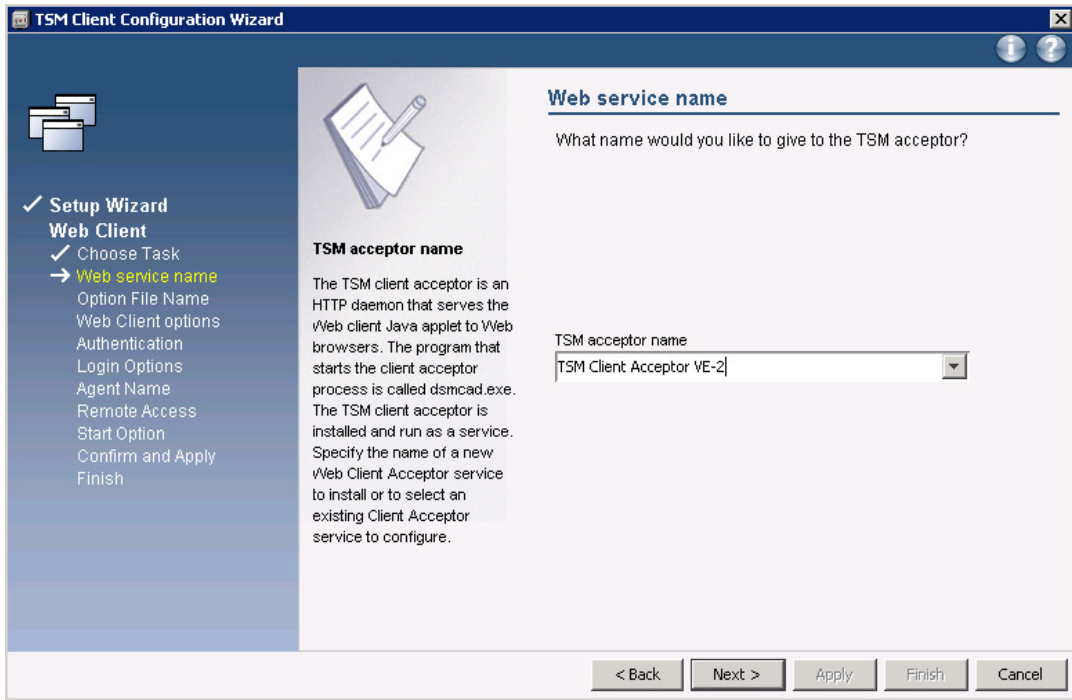 TSM Client Configuration Wizard
Setup Wizard
Web Client
Choose Task
Web service name
Option File Name
Web Client options
Authentication
Login Options
Agent Name
Remote Access
Start Option
Confirm and Apply
Finish
TSM acceptor name
The TSM client acceptor is an
HTTP daemon that serves the
Web client Java applet to Web
browsers. The program that
starts the client acceptor
process is called dsmcad.exe.
The TSM client acceptor is
installed and run as a service.
Specify the name of a new
Web Client Acceptor service
to install or to select an
existing Client Acceptor
service to configure.
Web service name
What name would you like to give to the TSM acceptor?
TSM acceptor name
TSM Client Acceptor VE-2
< Back
Next >
Apply
Finish
Cancel